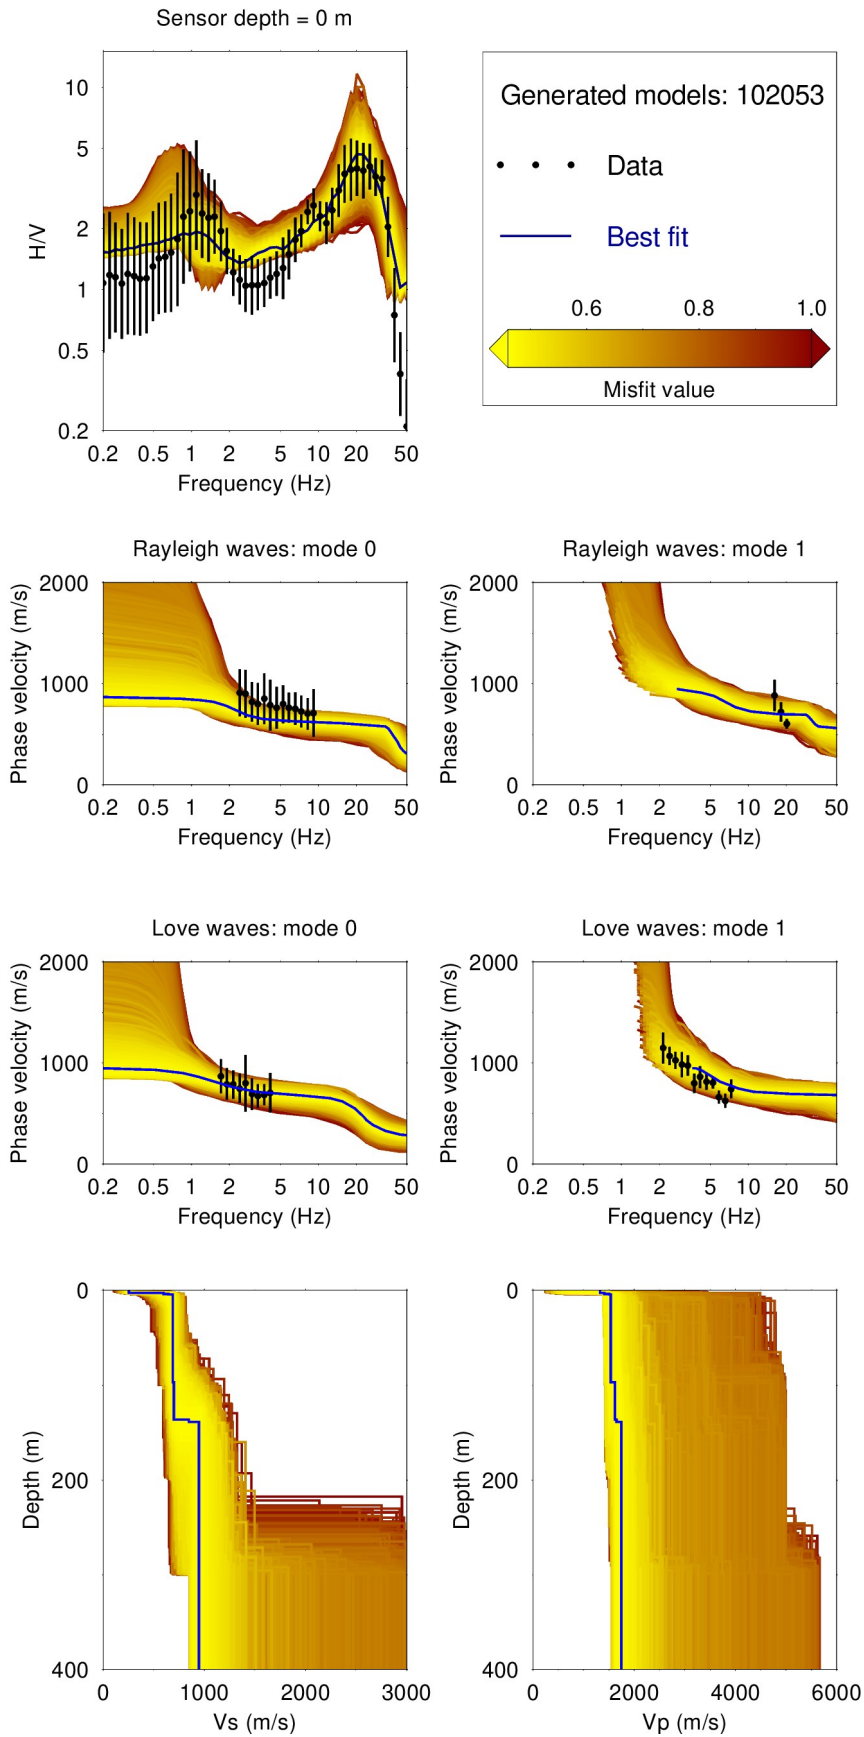 Sensor depth = 0 m
10
5
2
1
0.5
0.2
H/V
0.2 0.5 1 2 5 10 20 50
Frequency (Hz)
Generated models: 102053
Data
Best fit
0.6 0.8 1.0
Misfit value
Rayleigh waves: mode 0
2000
1000
0
Phase velocity (m/s)
0.2 0.5 1 2 5 10 20 50
Frequency (Hz)
Rayleigh waves: mode 1
2000
1000
0
Phase velocity (m/s)
0.2 0.5 1 2 5 10 20 50
Frequency (Hz)
Love waves: mode 0
2000
1000
0
Phase velocity (m/s)
0.2 0.5 1 2 5 10 20 50
Frequency (Hz)
Love waves: mode 1
2000
1000
0
Phase velocity (m/s)
0.2 0.5 1 2 5 10 20 50
Frequency (Hz)
0
200
400
Depth (m)
0 1000 2000 3000
Vs (m/s)
0
200
400
Depth (m)
0 2000 4000 6000
Vp (m/s)